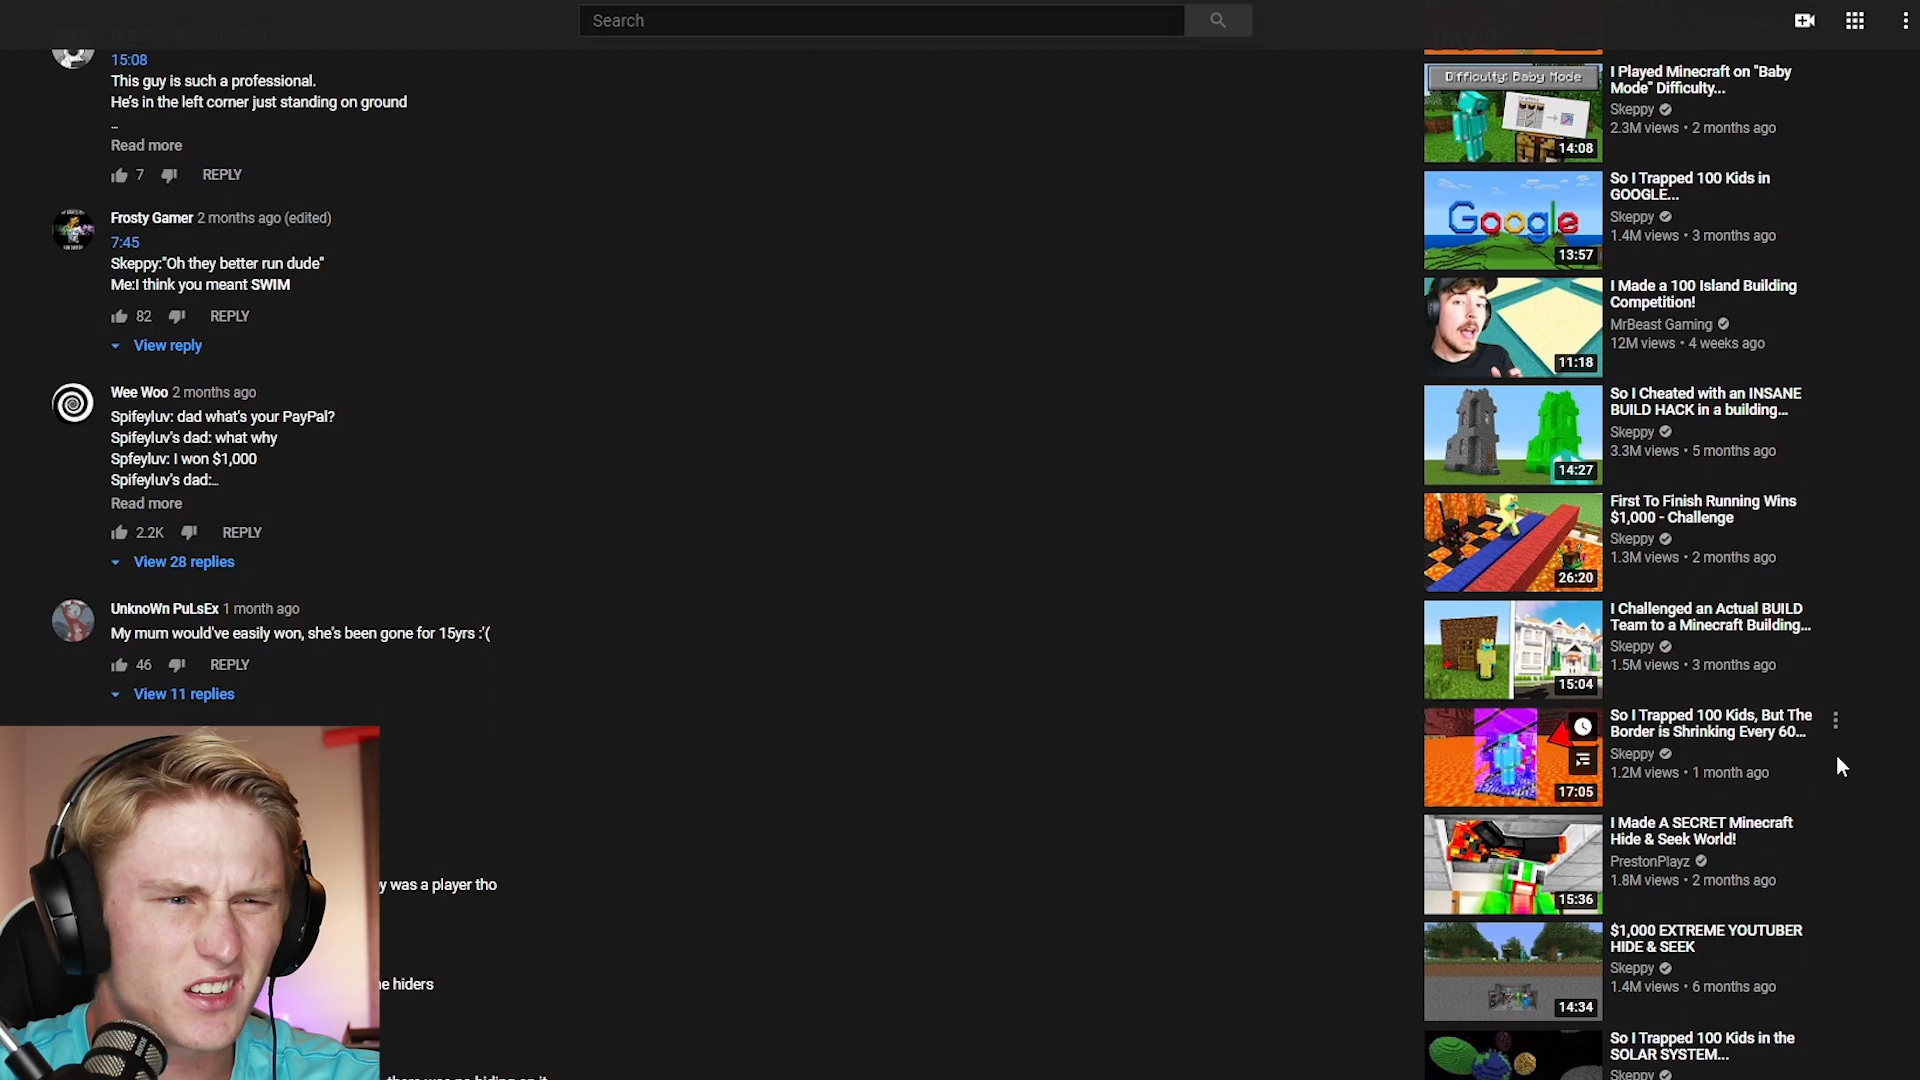 Search
15:08
This guy is such a professional.
He's in the left corner just standing on ground
...
Read more
7 REPLY
Frosty Gamer 2 months ago (edited)
7:45
Skeppy:"Oh they better run dude"
Me:I think you meant SWIM
82 REPLY
View reply
Wee Woo 2 months ago
Spifeyluv: dad what's your PayPal?
Spifeyluv's dad: what why
Spfeyluv: I won $1,000
Spifeyluv's dad:...
Read more
2.2K REPLY
View 28 replies
UnknoWn PuLsEx 1 month ago
My mum would've easily won, she's been gone for 15yrs :'(
46 REPLY
View 11 replies
y was a player tho
e hiders
there was no hiding on it
Difficulty: Baby Mode
14:08
I Played Minecraft on "Baby
Mode" Difficulty...
Skeppy
2.3M views • 2 months ago
Google
13:57
So I Trapped 100 Kids in
GOOGLE...
Skeppy
1.4M views • 3 months ago
11:18
I Made a 100 Island Building
Competition!
MrBeast Gaming
12M views • 4 weeks ago
14:27
So I Cheated with an INSANE
BUILD HACK in a building...
Skeppy
3.3M views • 5 months ago
26:20
First To Finish Running Wins
$1,000 - Challenge
Skeppy
1.3M views • 2 months ago
15:04
I Challenged an Actual BUILD
Team to a Minecraft Building...
Skeppy
1.5M views • 3 months ago
17:05
So I Trapped 100 Kids, But The
Border is Shrinking Every 60...
Skeppy
1.2M views • 1 month ago
15:36
I Made A SECRET Minecraft
Hide & Seek World!
PrestonPlayz
1.8M views • 2 months ago
14:34
$1,000 EXTREME YOUTUBER
HIDE & SEEK
Skeppy
1.4M views • 6 months ago
So I Trapped 100 Kids in the
SOLAR SYSTEM...
Skeppy